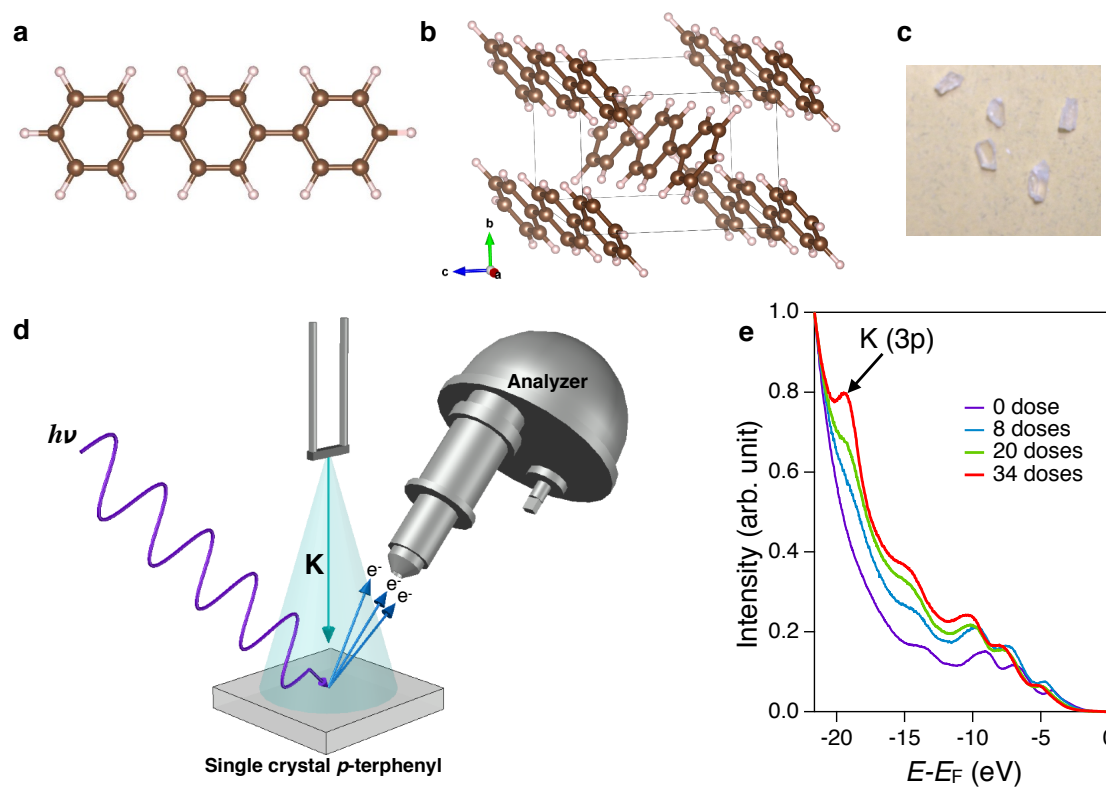 a
b
c
b
c
a
d
hν
K
Analyzer
e-
e-
e-
Single crystal p-terphenyl
e
K (3p)
0 dose
8 doses
20 doses
34 doses
1.0
0.8
0.6
0.4
0.2
0.0
Intensity (arb. unit)
-20
-15
-10
-5
0
E-EF (eV)